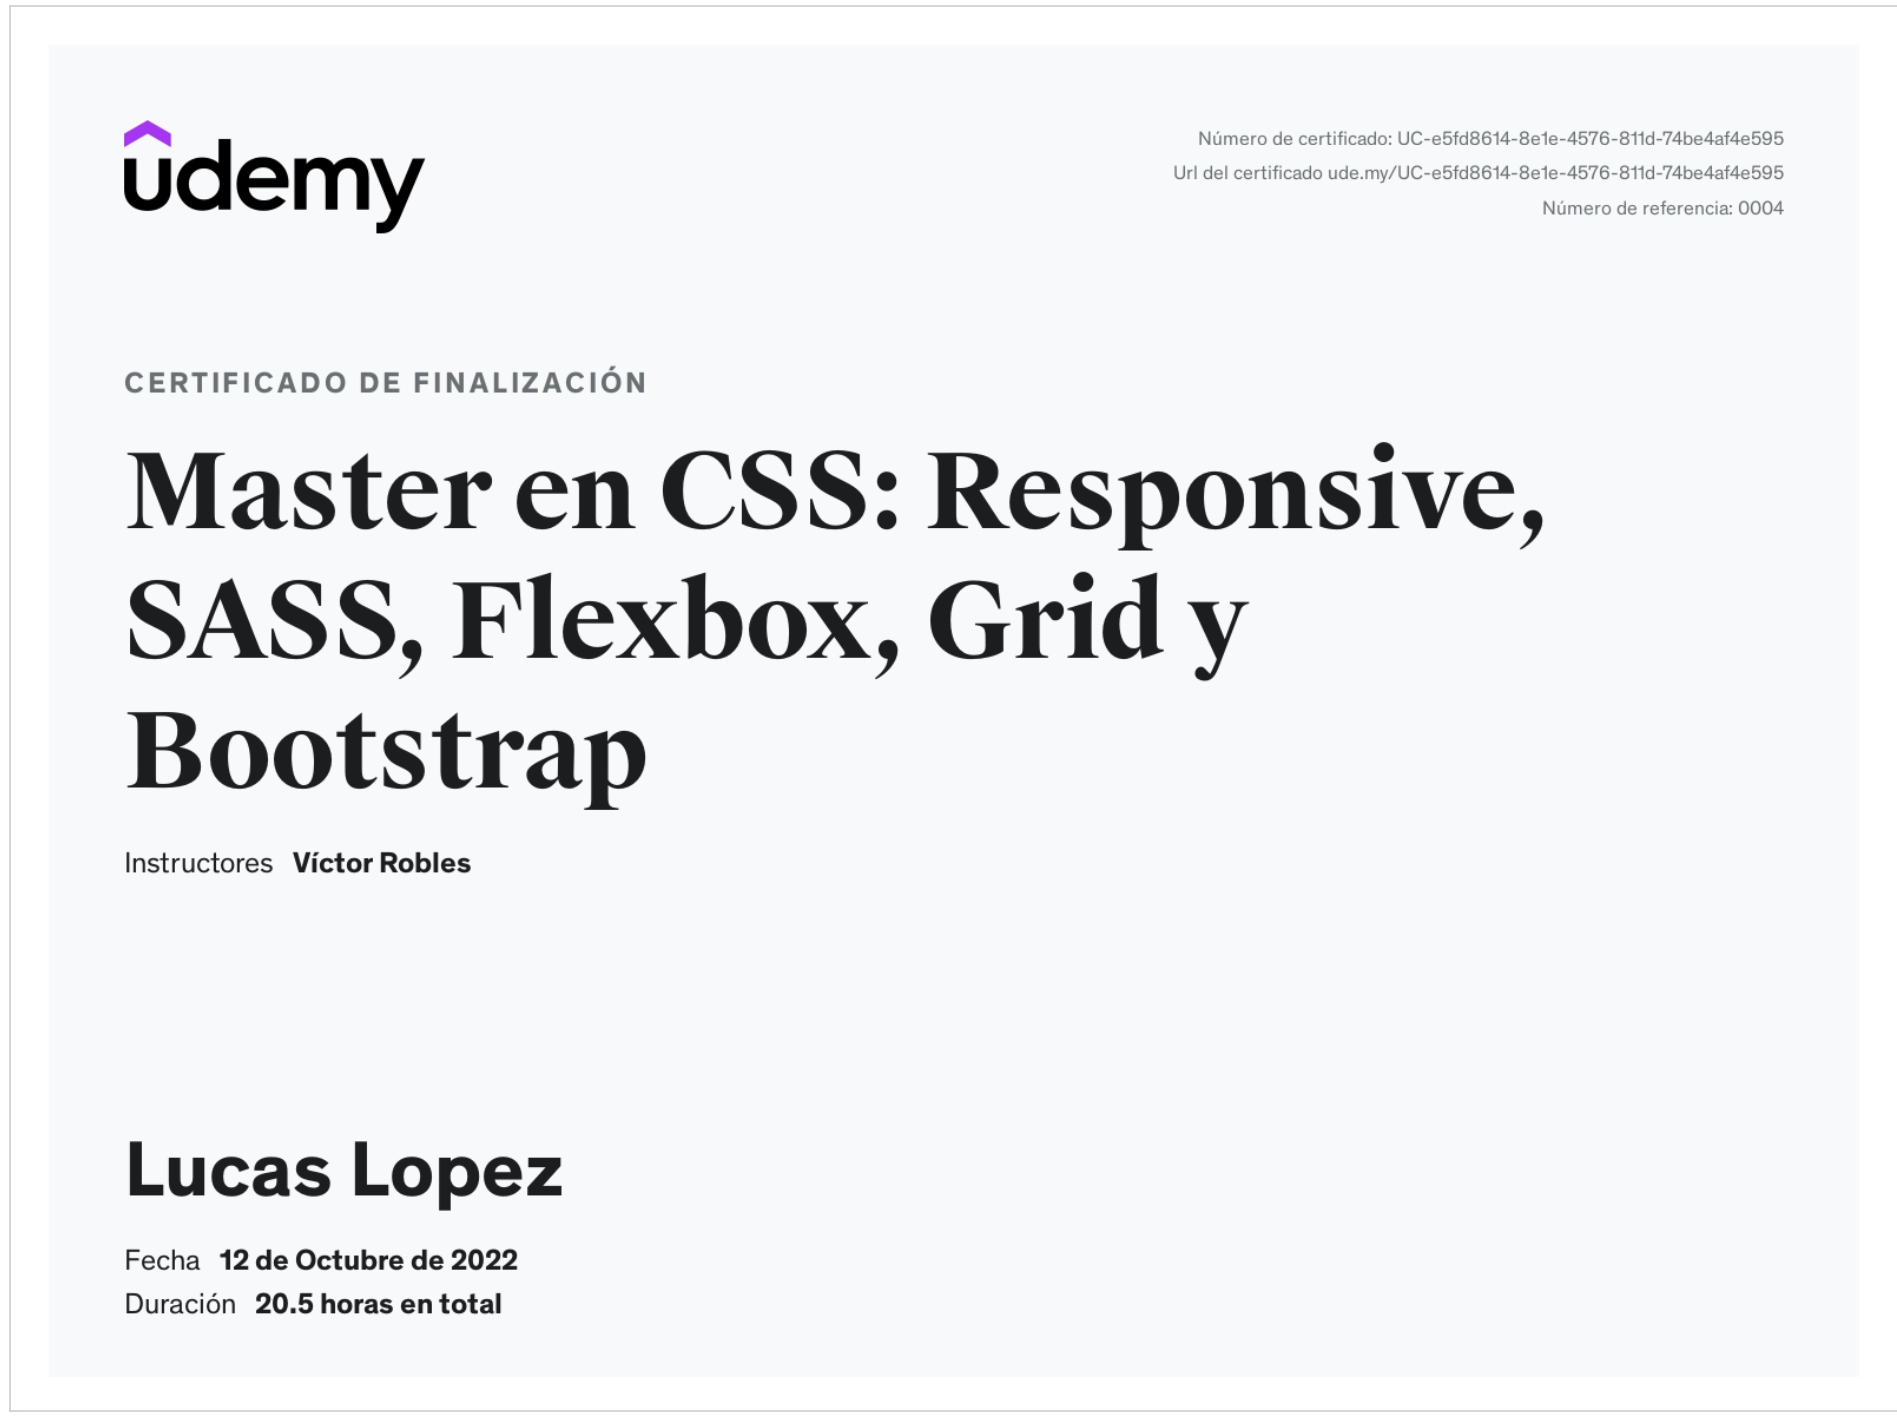 udemy
Número de certificado: UC-e5fd8614-8e1e-4576-811d-74be4af4e595
Url del certificado ude.my/UC-e5fd8614-8e1e-4576-811d-74be4af4e595
Número de referencia: 0004
CERTIFICADO DE FINALIZACIÓN
Master en CSS: Responsive,
SASS, Flexbox, Grid y
Bootstrap
Instructores Víctor Robles
Lucas Lopez
Fecha 12 de Octubre de 2022
Duración 20.5 horas en total